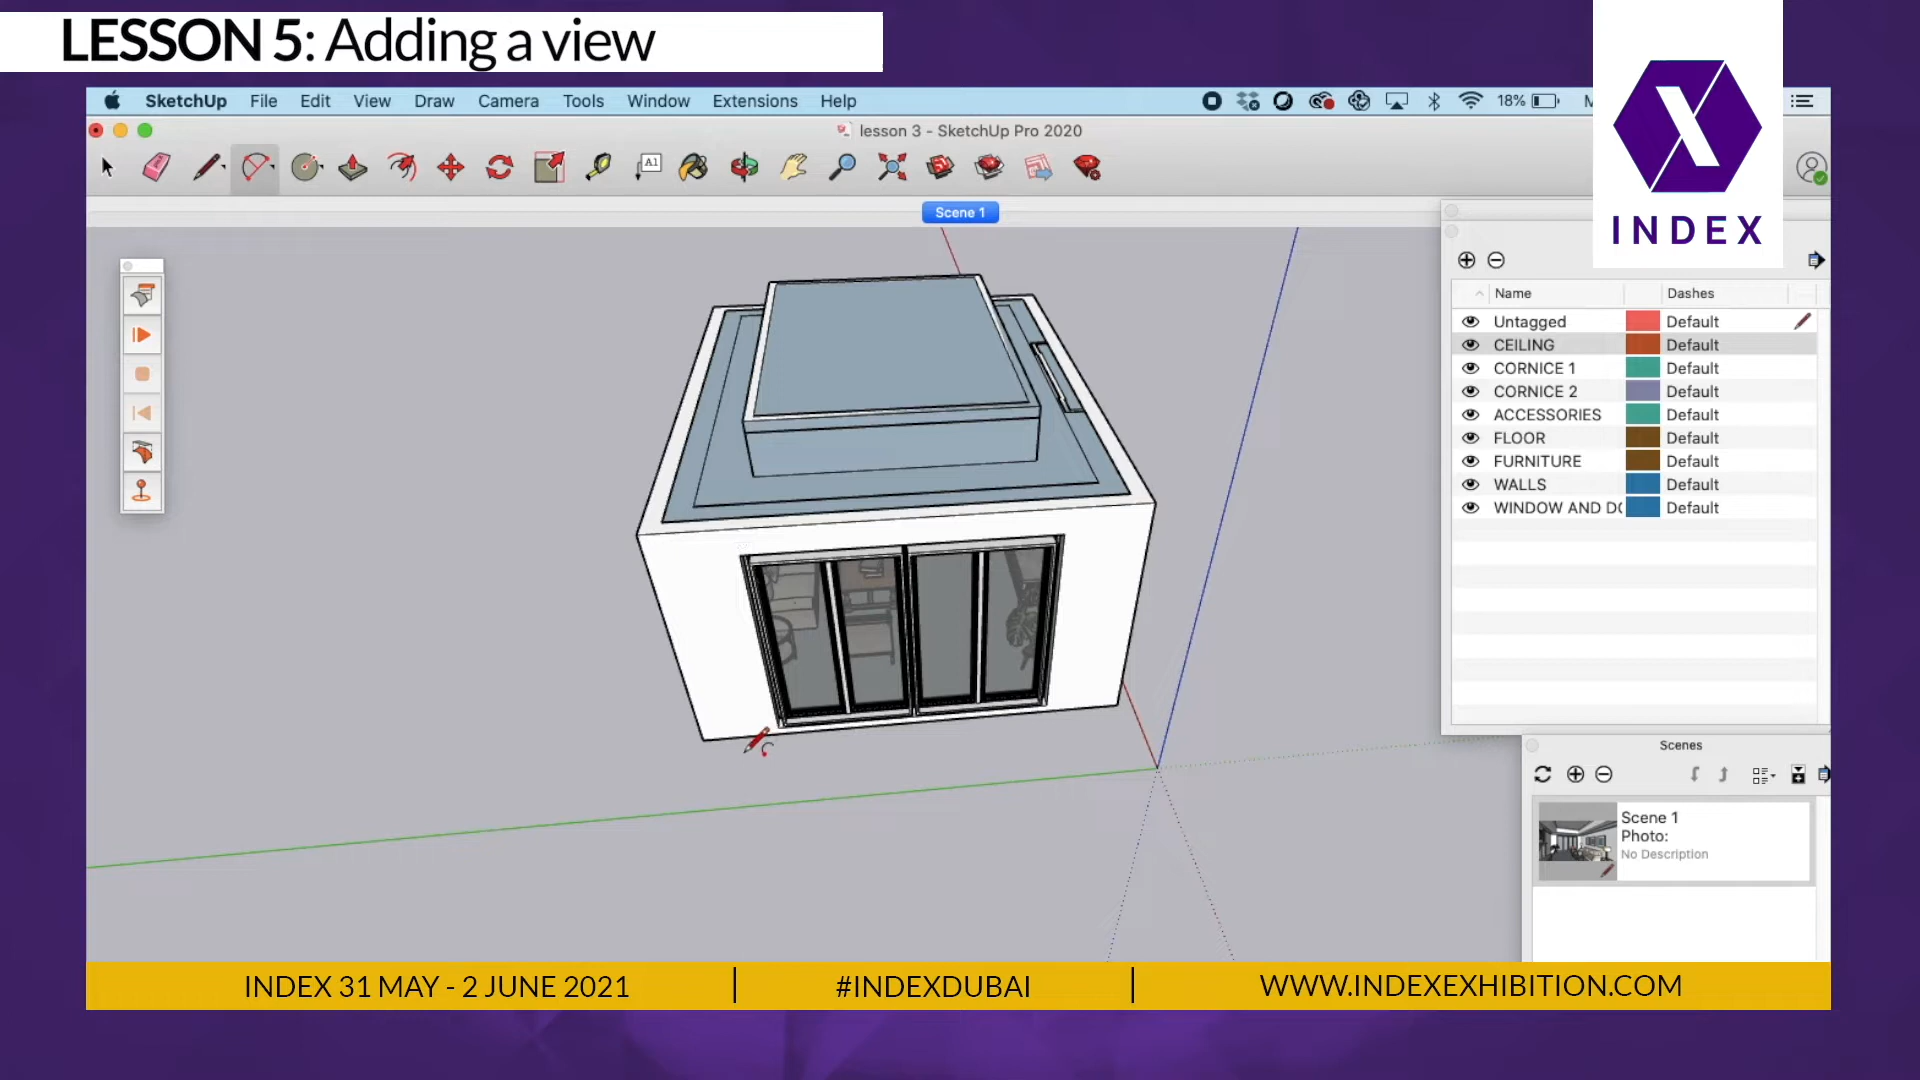 LESSON 5: Adding a view
INDEX
SketchUp File Edit View Draw Camera Tools Window Extensions Help
18%
lesson 3 - SketchUp Pro 2020
A1
Scene 1
Name Dashes
Untagged Default
CEILING Default
CORNICE 1 Default
CORNICE 2 Default
ACCESSORIES Default
FLOOR Default
FURNITURE Default
WALLS Default
WINDOW AND DO Default
Scenes
Scene 1
Photo:
No Description
INDEX 31 MAY - 2 JUNE 2021 | #INDEXDUBAI | WWW.INDEXEXHIBITION.COM